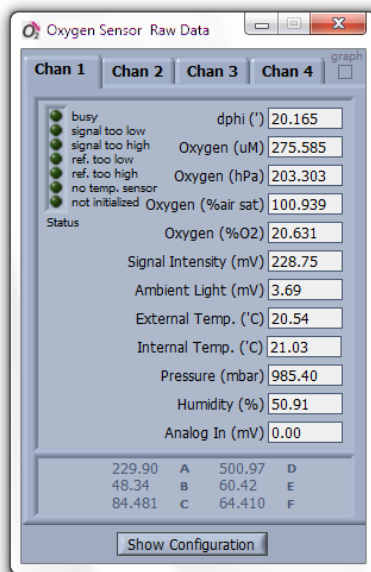 O₂ Oxygen Sensor Raw Data
graph
Chan 1 Chan 2 Chan 3 Chan 4
busy
signal too low
signal too high
ref. too low
ref. too high
no temp. sensor
not initialized
Status
dphi (') 20.165
Oxygen (uM) 275.585
Oxygen (hPa) 203.303
Oxygen (%air sat) 100.939
Oxygen (%O2) 20.631
Signal Intensity (mV) 228.75
Ambient Light (mV) 3.69
External Temp. ('C) 20.54
Internal Temp. ('C) 21.03
Pressure (mbar) 985.40
Humidity (%) 50.91
Analog In (mV) 0.00
229.90 A 500.97 D
48.34 B 60.42 E
84.481 C 64.410 F
Show Configuration